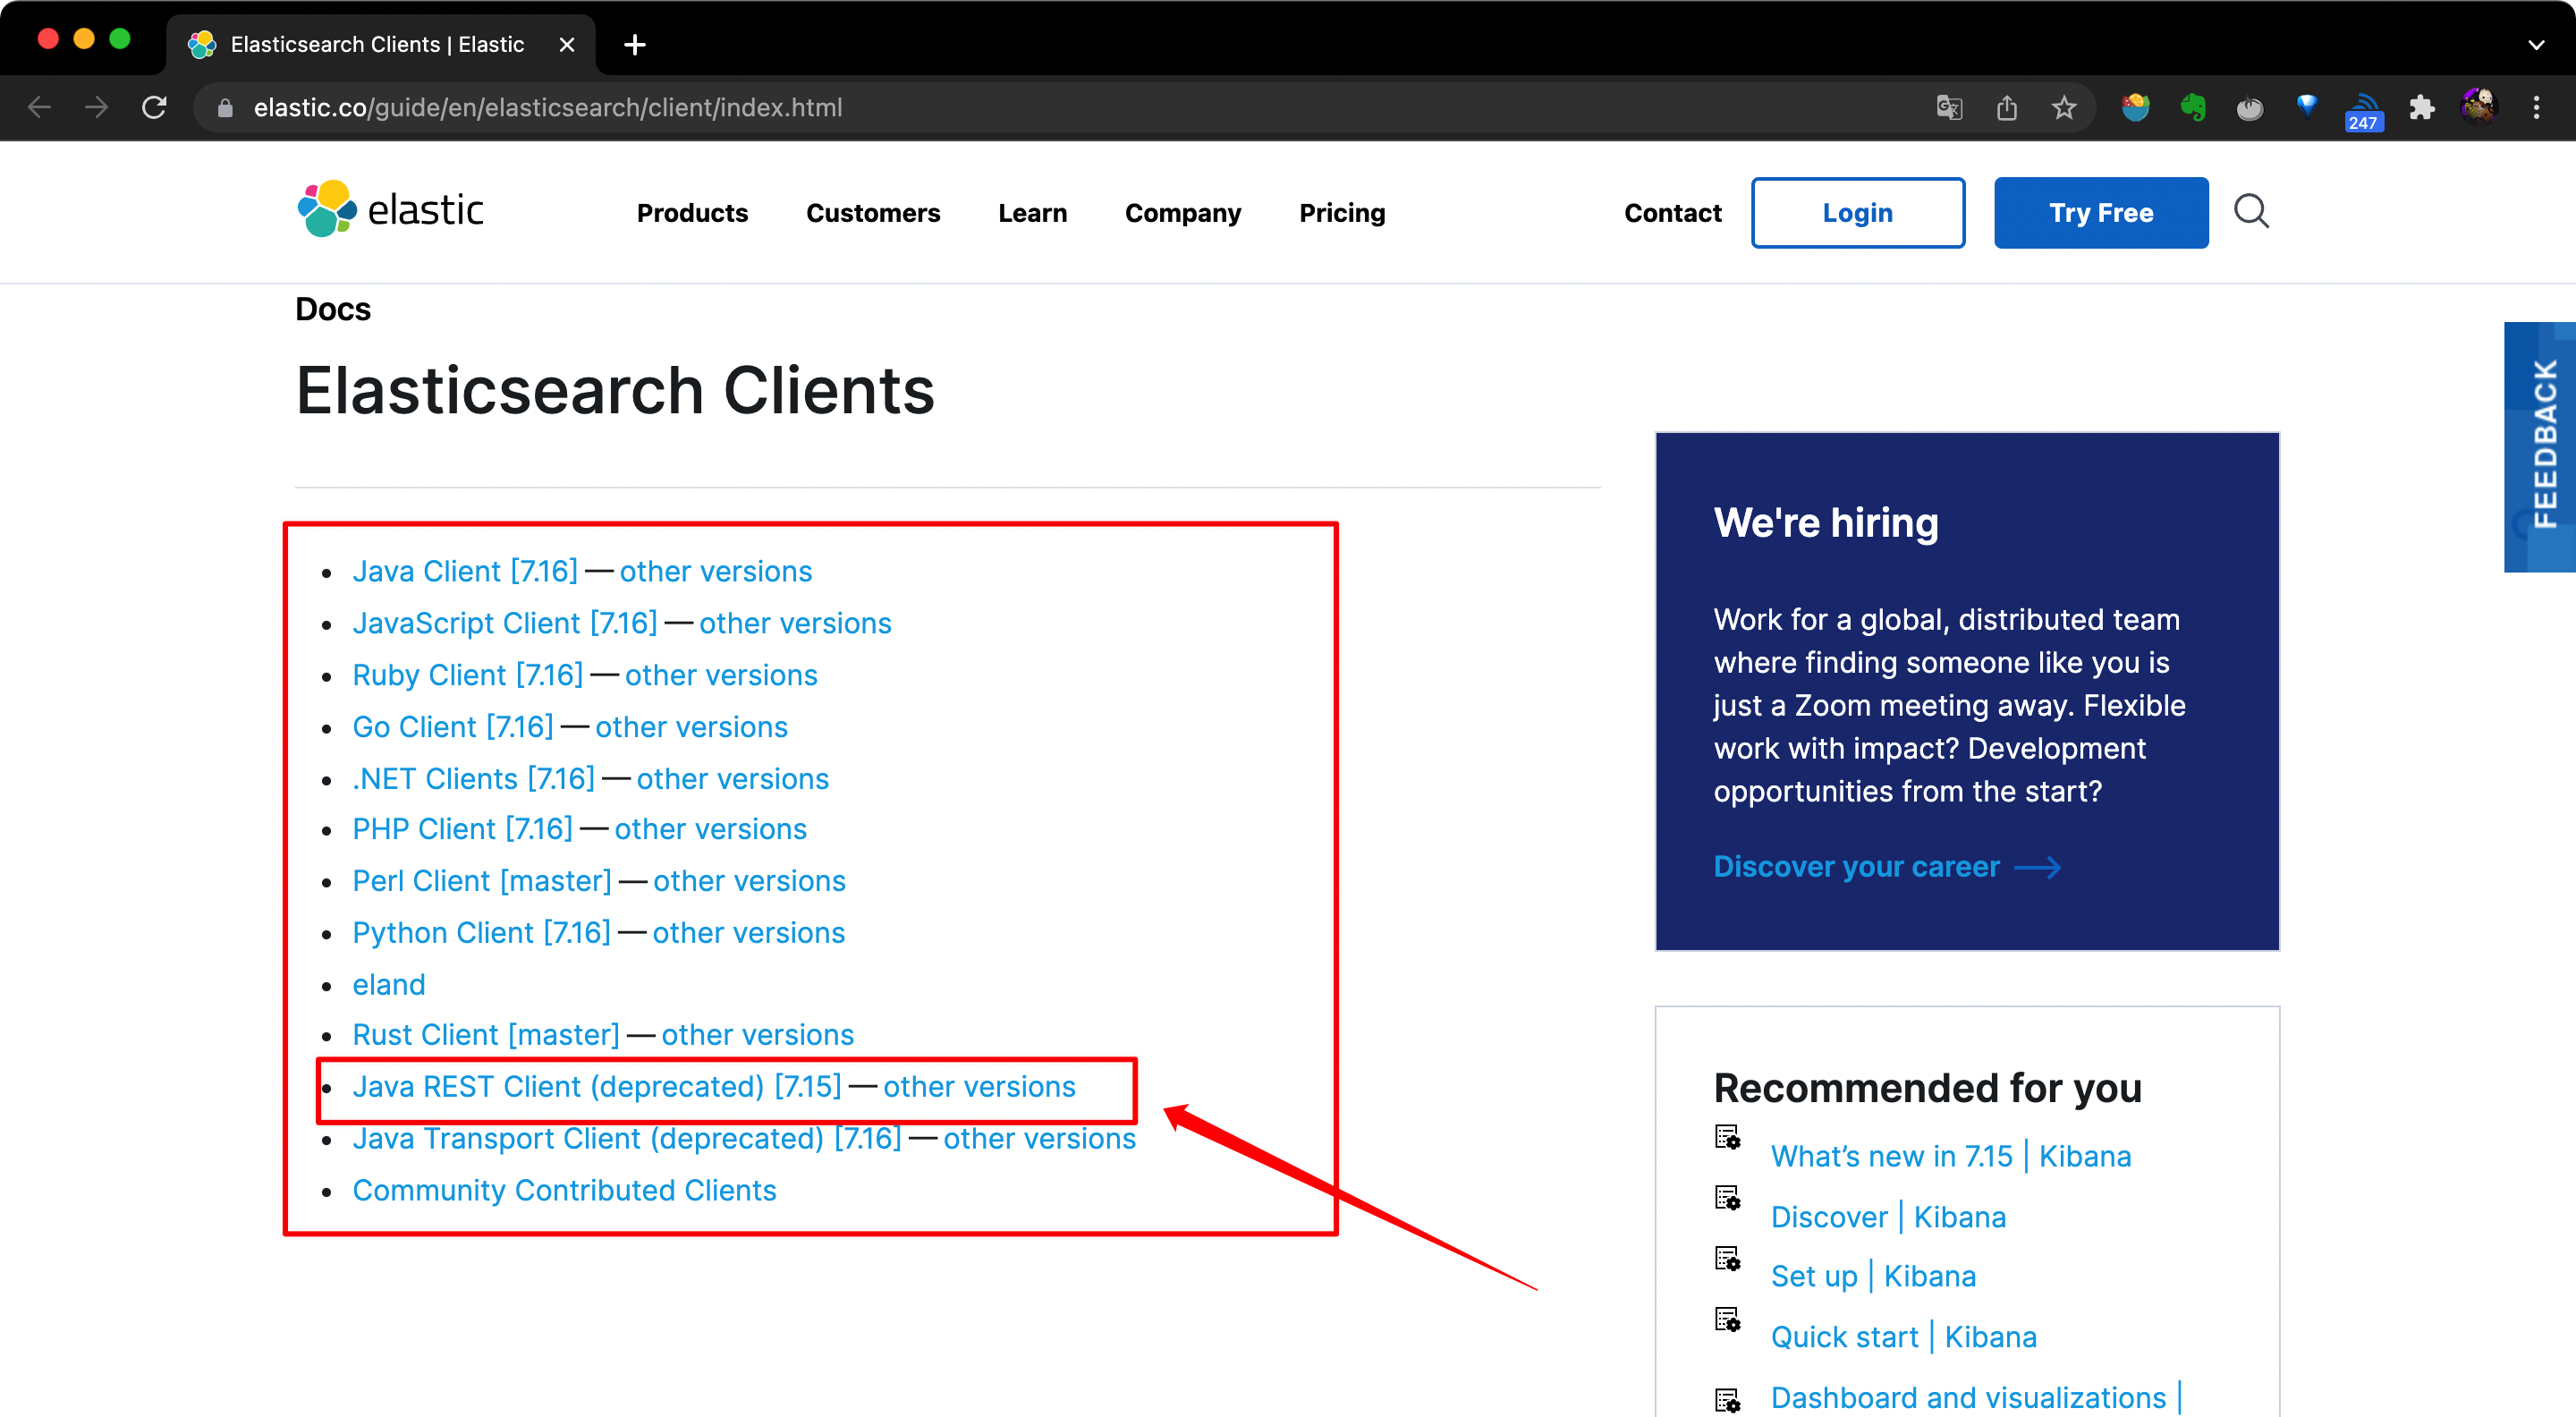 Elasticsearch Clients | Elastic
elastic.co/guide/en/elasticsearch/client/index.html
247
elastic
Products
Customers
Learn
Company
Pricing
Contact
Login
Try Free
Docs
Elasticsearch Clients
Java Client [7.16] — other versions
JavaScript Client [7.16] — other versions
Ruby Client [7.16] — other versions
Go Client [7.16] — other versions
.NET Clients [7.16] — other versions
PHP Client [7.16] — other versions
Perl Client [master] — other versions
Python Client [7.16] — other versions
eland
Rust Client [master] — other versions
Java REST Client (deprecated) [7.15] — other versions
Java Transport Client (deprecated) [7.16] — other versions
Community Contributed Clients
We're hiring
Work for a global, distributed team
where finding someone like you is
just a Zoom meeting away. Flexible
work with impact? Development
opportunities from the start?
Discover your career
Recommended for you
What’s new in 7.15 | Kibana
Discover | Kibana
Set up | Kibana
Quick start | Kibana
Dashboard and visualizations |
FEEDBACK